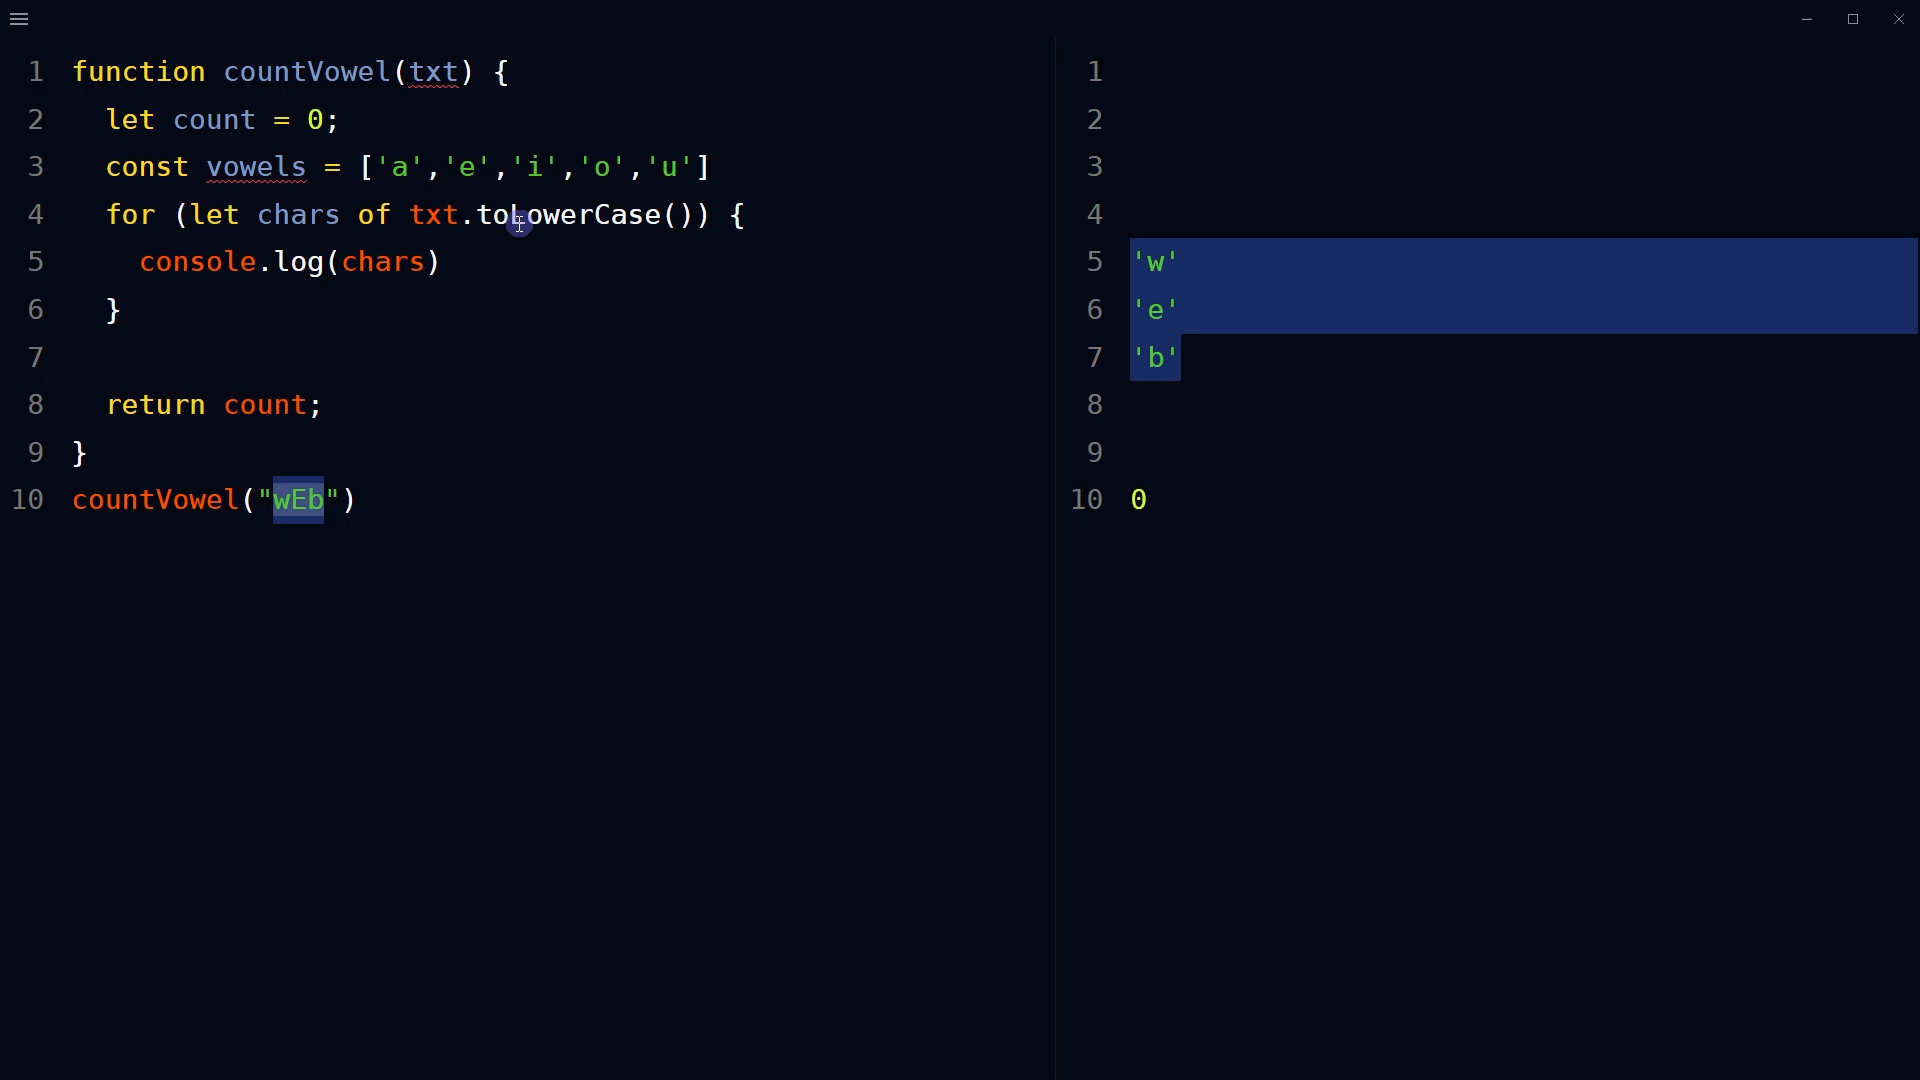 1 function countVowel(txt) {
2 let count = 0;
3 const vowels = ['a','e','i','o','u']
4 for (let chars of txt.toLowerCase()) {
5 console.log(chars)
6 }
7
8 return count;
9 }
10 countVowel("wEb")
1
2
3
4
5 'w'
6 'e'
7 'b'
8
9
10 0